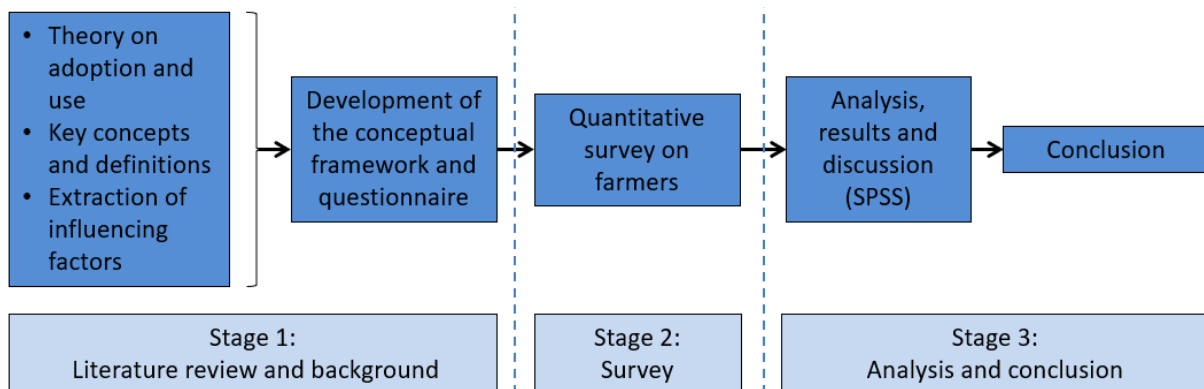 • Theory on
adoption and
use
• Key concepts
and definitions
• Extraction of
influencing
factors
Development of
the conceptual
framework and
questionnaire
Quantitative
survey on
farmers
Analysis,
results and
discussion
(SPSS)
Conclusion
Stage 1:
Literature review and background
Stage 2:
Survey
Stage 3:
Analysis and conclusion